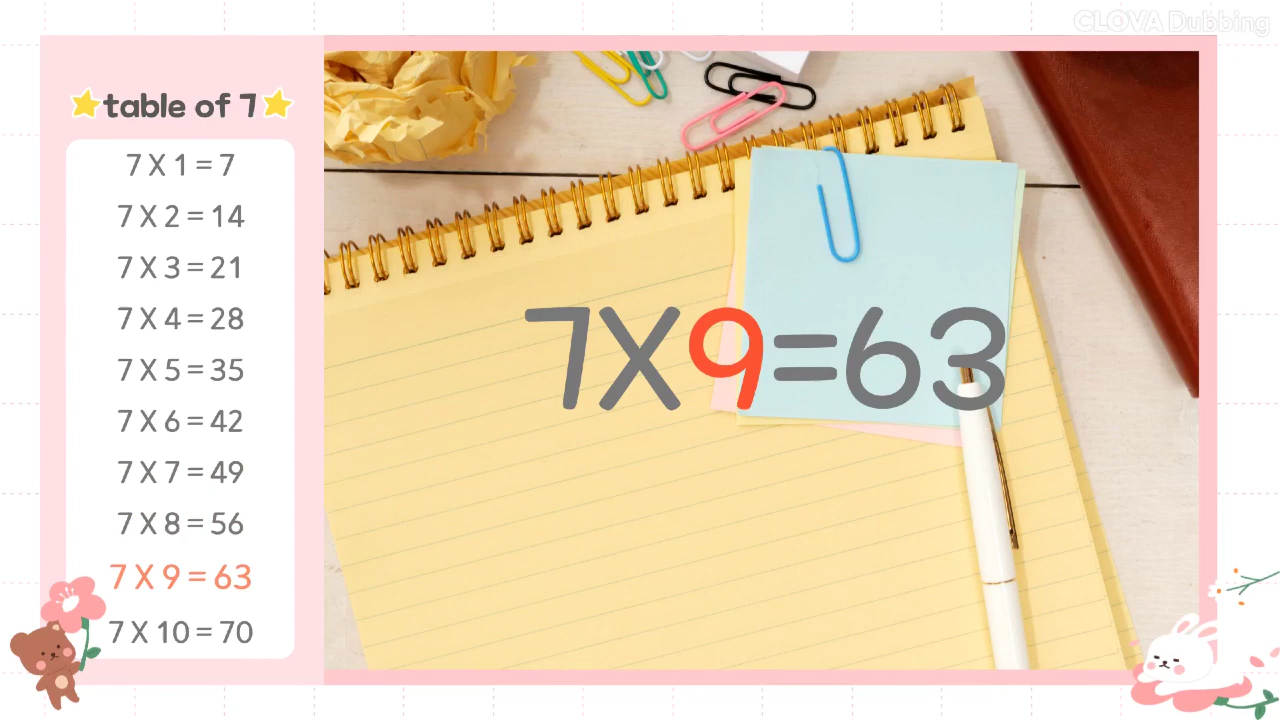 CLOVA Dubbing
table of 7
7 X 1 = 7
7 X 2 = 14
7 X 3 = 21
7 X 4 = 28
7 X 5 = 35
7 X 6 = 42
7 X 7 = 49
7 X 8 = 56
7 X 9 = 63
7 X 10 = 70
7X9=63